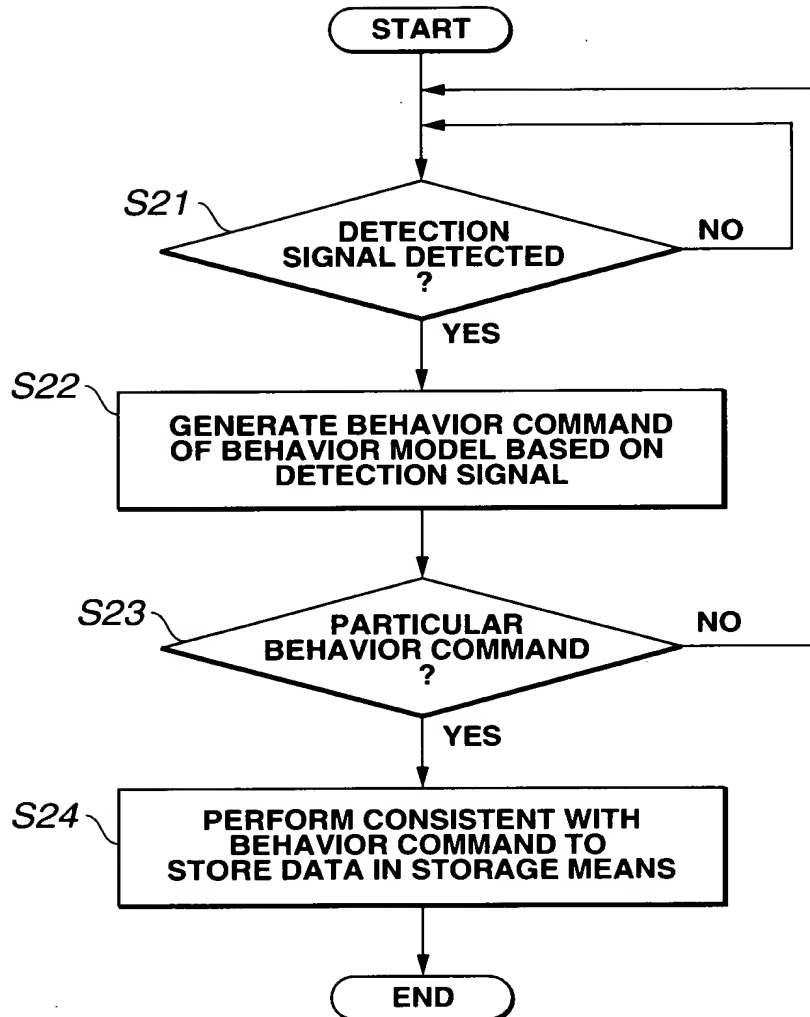 START
S21
DETECTION
SIGNAL DETECTED
?
NO
YES
S22
GENERATE BEHAVIOR COMMAND
OF BEHAVIOR MODEL BASED ON
DETECTION SIGNAL
S23
PARTICULAR
BEHAVIOR COMMAND
?
NO
YES
S24
PERFORM CONSISTENT WITH
BEHAVIOR COMMAND TO
STORE DATA IN STORAGE MEANS
END